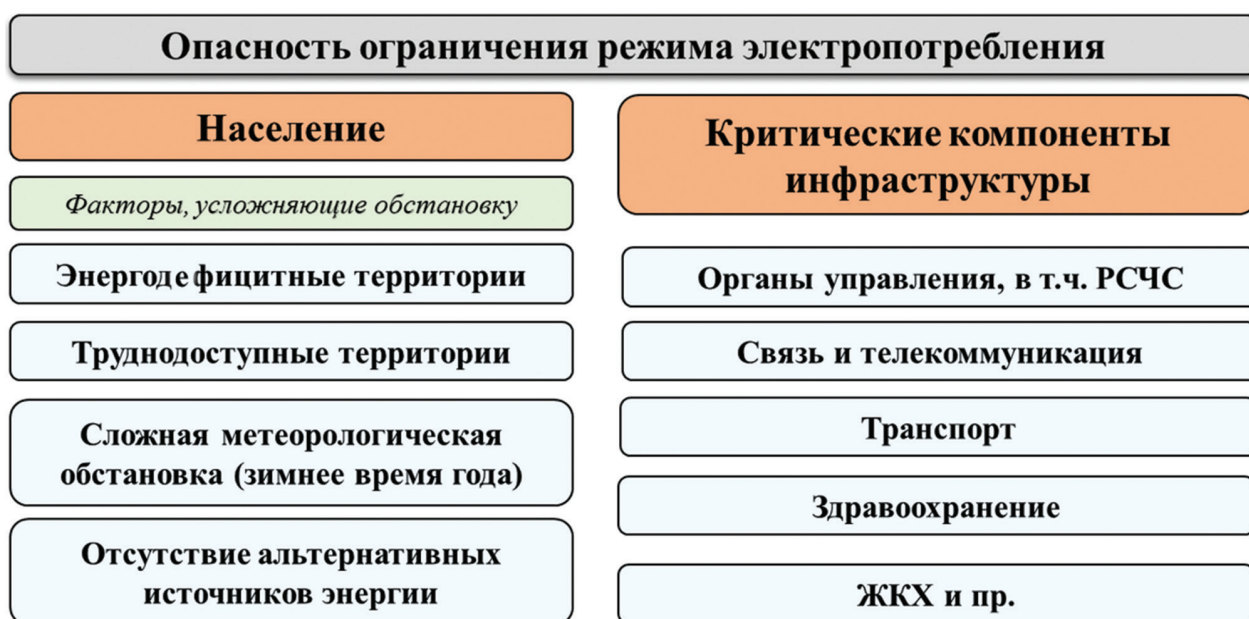 Опасность ограничения режима электропотребления
Население
Факторы, усложняющие обстановку
Энергодефицитные территории
Труднодоступные территории
Сложная метеорологическая
обстановка (зимнее время года)
Отсутствие альтернативных
источников энергии
Критические компоненты
инфраструктуры
Органы управления, в т.ч. РСЧС
Связь и телекоммуникация
Транспорт
Здравоохранение
ЖКХ и пр.